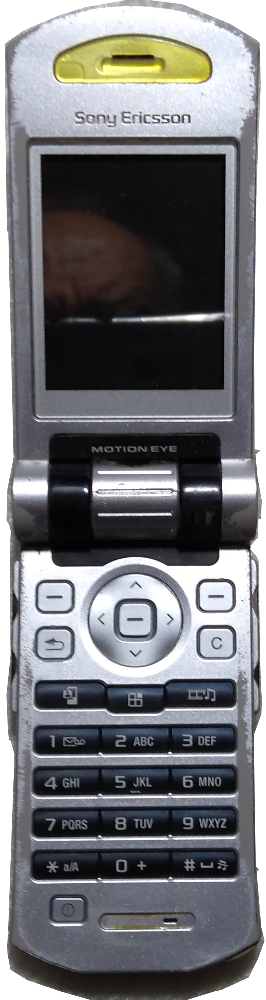 Sony Ericsson
MOTION EYE
C
1 2 ABC 3 DEF
4 GHI 5 JKL 6 MNO
7 PQRS 8 TUV 9 WXYZ
* a/A 0 + #